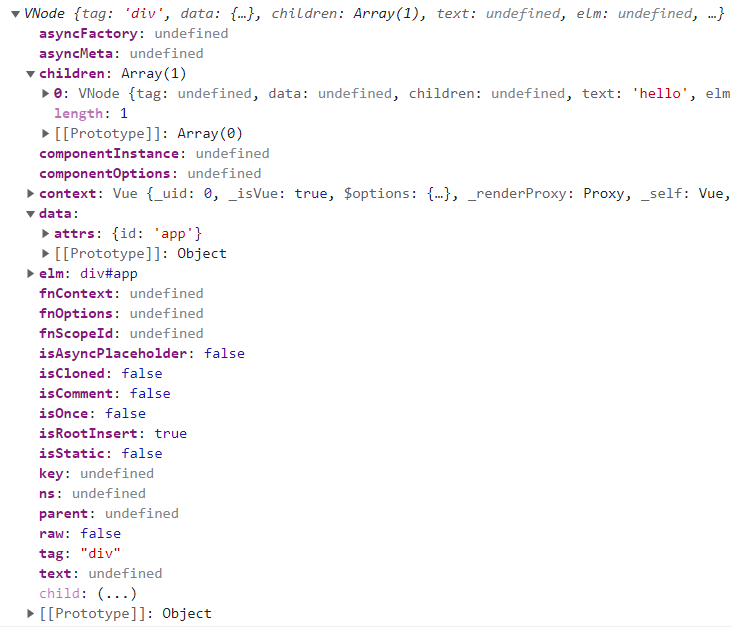 ▼VNode {tag: 'div', data: {…}, children: Array(1), text: undefined, elm: undefined, …}
asyncFactory: undefined
asyncMeta: undefined
▼children: Array(1)
▶0: VNode {tag: undefined, data: undefined, children: undefined, text: 'hello', elm
length: 1
▶[[Prototype]]: Array(0)
componentInstance: undefined
componentOptions: undefined
▶context: Vue {_uid: 0, _isVue: true, $options: {…}, _renderProxy: Proxy, _self: Vue,
▼data:
▶attrs: {id: 'app'}
▶[[Prototype]]: Object
▶elm: div#app
fnContext: undefined
fnOptions: undefined
fnScopeId: undefined
isAsyncPlaceholder: false
isCloned: false
isComment: false
isOnce: false
isRootInsert: true
isStatic: false
key: undefined
ns: undefined
parent: undefined
raw: false
tag: "div"
text: undefined
child: (...)
▶[[Prototype]]: Object